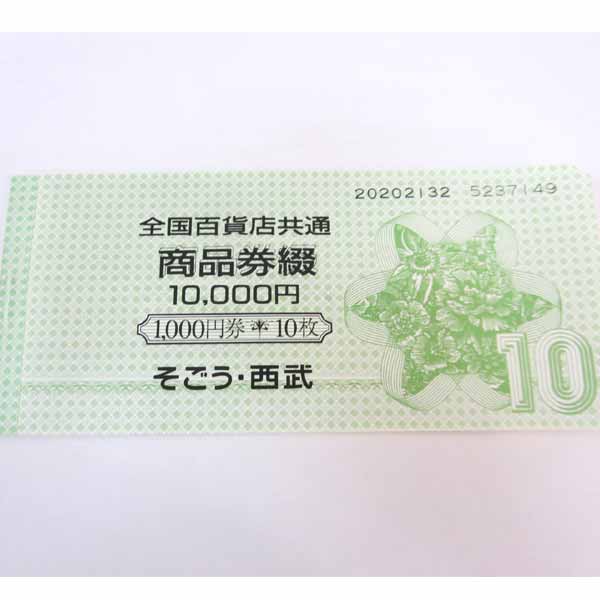 20202132 5237149
全国百貨店共通
商品券綴
10,000円
1,000円券 * 10枚
そごう・西武
10